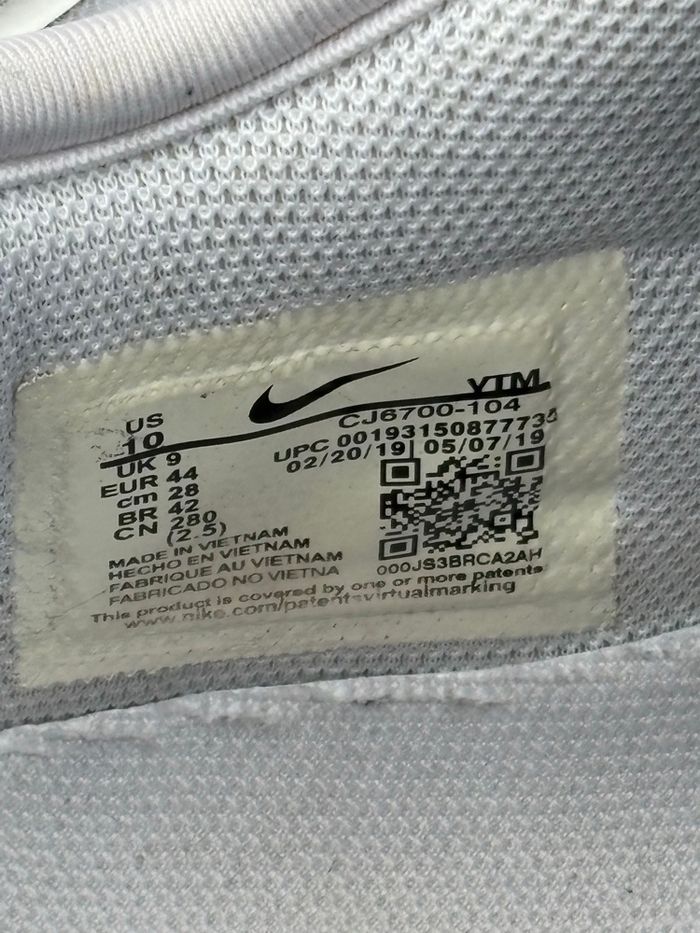 US
10
UK 9
EUR 44
cm 28
BR 42
CN 280
(2.5)
MADE IN VIETNAM
HECHO EN VIETNAM
FABRIQUE AU VIETNAM
FABRICADO NO VIETNA
VTM
CJ6700-104
UPC 00193150877735
02/20/19 05/07/19
000JS3BRCA2AH
This product is covered by one or more patents
www.nike.com/patentsvirtualmarking